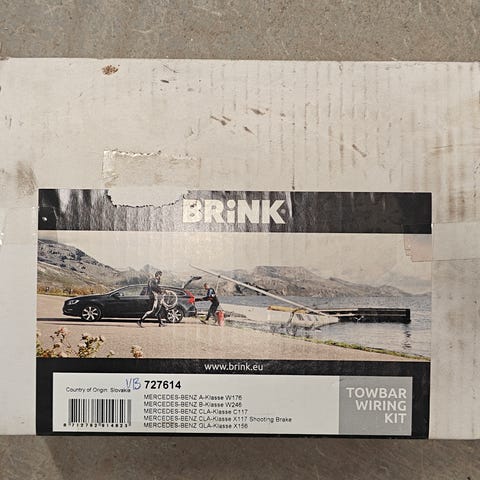 BRiNK
www.brink.eu
Country of Origin: Slovakia VB 727614
MERCEDES-BENZ A-Klasse W176
MERCEDES-BENZ B-Klasse W246
MERCEDES-BENZ CLA-Klasse C117
MERCEDES-BENZ CLA-Klasse X117 Shooting Brake
MERCEDES-BENZ GLA-Klasse X156
TOWBAR
WIRING
KIT